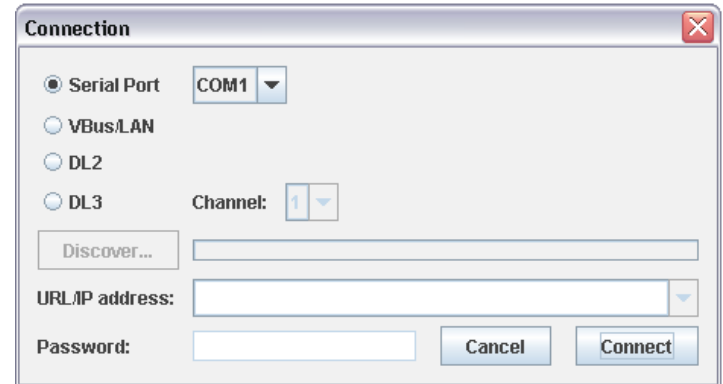 Connection
Serial Port COM1
VBus/LAN
DL2
DL3 Channel: 1
Discover...
URL/IP address:
Password: Cancel Connect